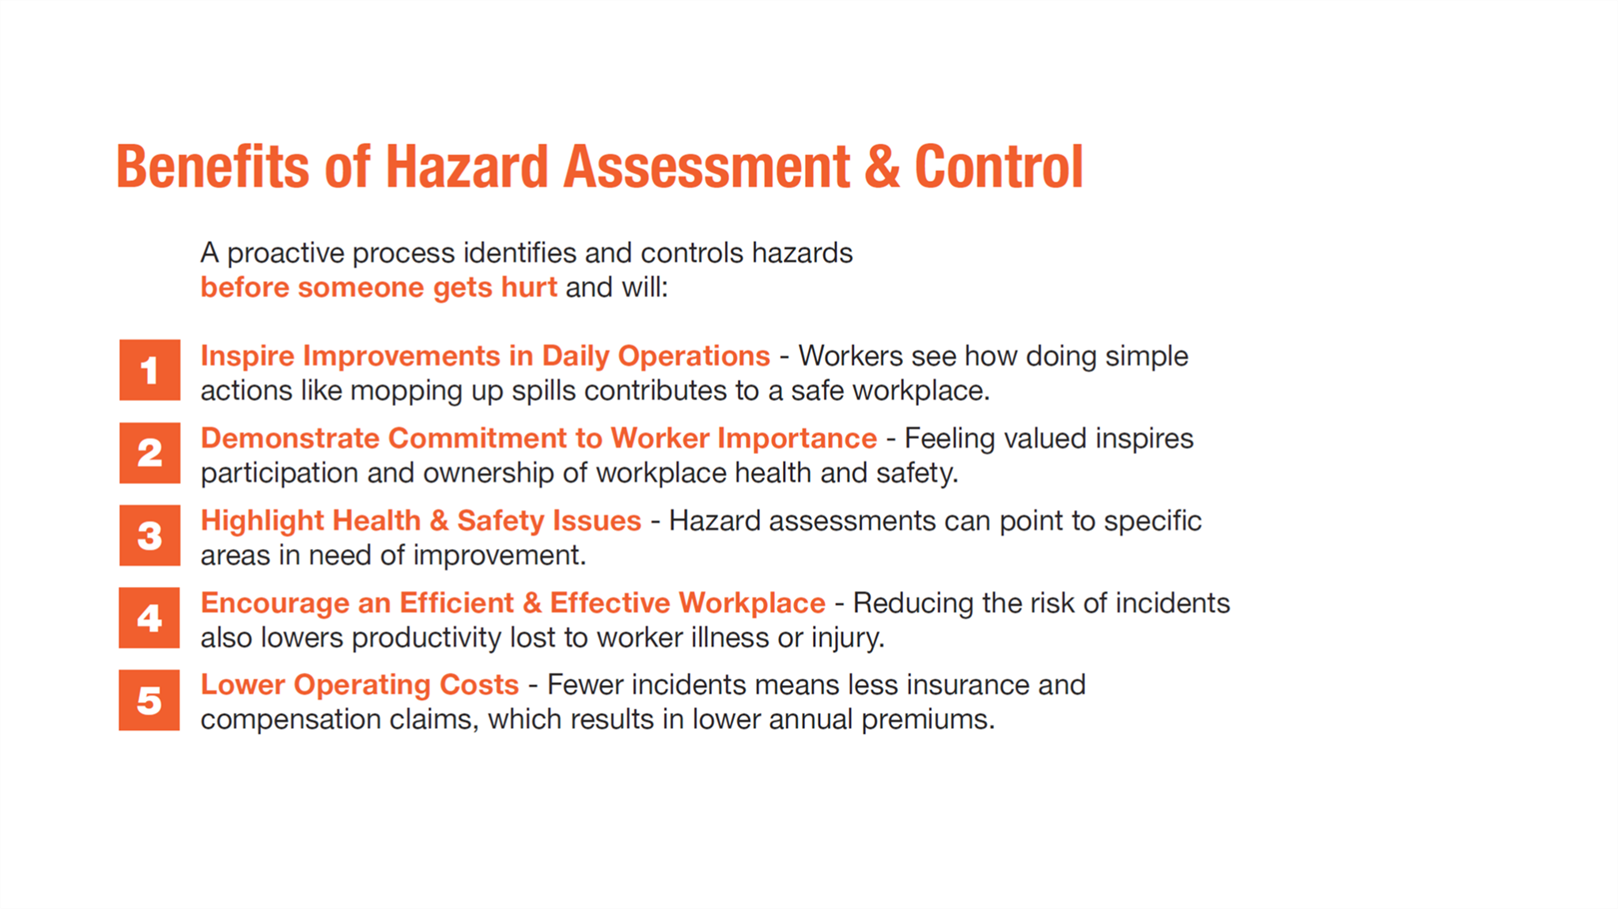 Benefits of Hazard Assessment & Control
A proactive process identifies and controls hazards
before someone gets hurt and will:
1
Inspire Improvements in Daily Operations - Workers see how doing simple
actions like mopping up spills contributes to a safe workplace.
2
Demonstrate Commitment to Worker Importance - Feeling valued inspires
participation and ownership of workplace health and safety.
3
Highlight Health & Safety Issues - Hazard assessments can point to specific
areas in need of improvement.
4
Encourage an Efficient & Effective Workplace - Reducing the risk of incidents
also lowers productivity lost to worker illness or injury.
5
Lower Operating Costs - Fewer incidents means less insurance and
compensation claims, which results in lower annual premiums.